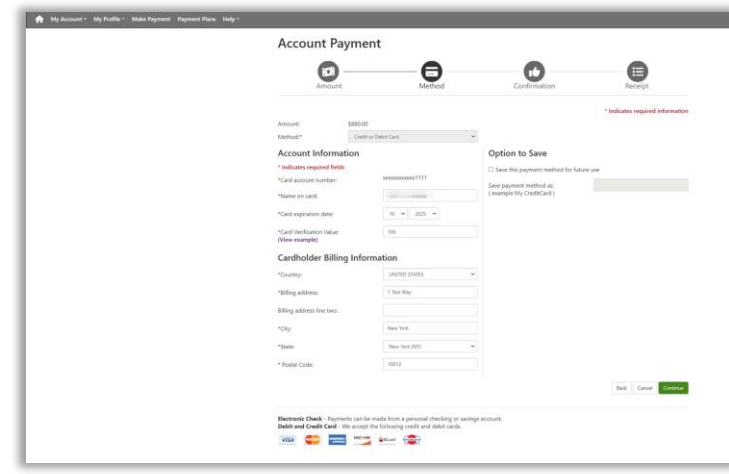 My Account My Profile Make Payment Payment Plans Help
Account Payment
Amount Method Confirmation Receipt
* Indicates required information
Amount: $880.00
Method:* Credit or Debit Card
Account Information
* Indicates required fields
*Card account number: xxxxxxxxxxxx1111
*Name on card:
*Card expiration date: 10 2025
*Card Verification Value:
(View example)
Cardholder Billing Information
*Country: UNITED STATES
*Billing address: 1 Test Way
Billing address line two:
*City: New York
*State: New York (NY)
* Postal Code: 10012
Option to Save
Save this payment method for future use
Save payment method as:
( example My CreditCard )
Back Cancel Continue
Electronic Check - Payments can be made from a personal checking or savings account.
Debit and Credit Card - We accept the following credit and debit cards.
VISA